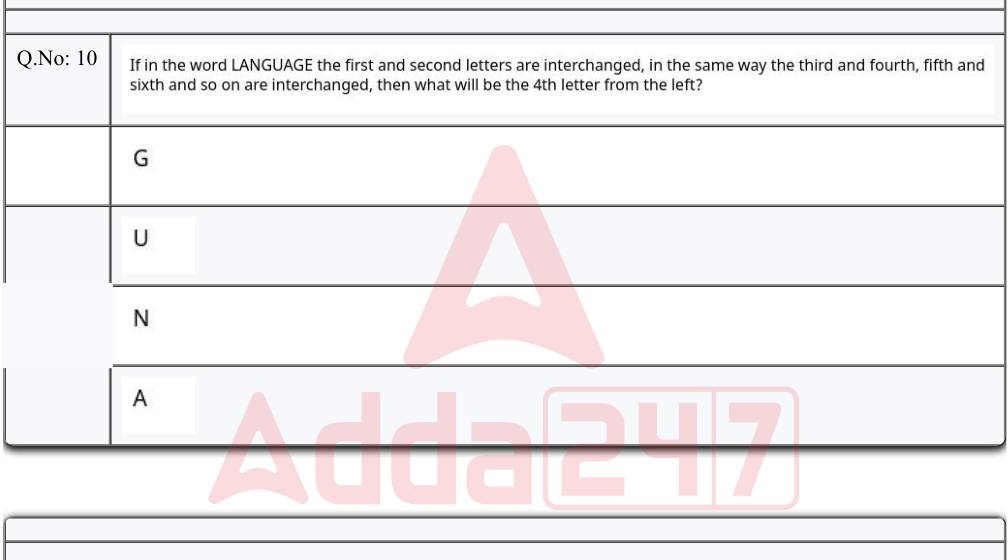 Q.No: 10
If in the word LANGUAGE the first and second letters are interchanged, in the same way the third and fourth, fifth and
sixth and so on are interchanged, then what will be the 4th letter from the left?
G
U
N
A
Adda247